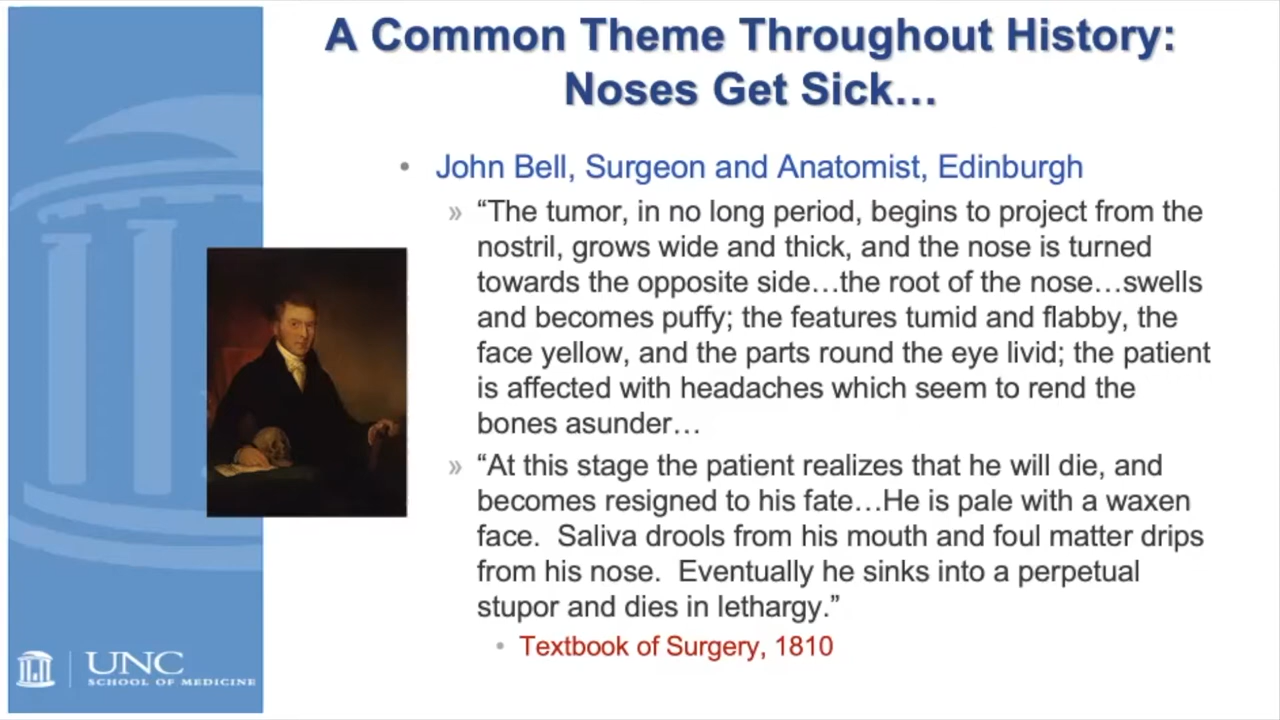 A Common Theme Throughout History:
Noses Get Sick…
• John Bell, Surgeon and Anatomist, Edinburgh
» “The tumor, in no long period, begins to project from the
nostril, grows wide and thick, and the nose is turned
towards the opposite side…the root of the nose…swells
and becomes puffy; the features tumid and flabby, the
face yellow, and the parts round the eye livid; the patient
is affected with headaches which seem to rend the
bones asunder…
» “At this stage the patient realizes that he will die, and
becomes resigned to his fate…He is pale with a waxen
face.  Saliva drools from his mouth and foul matter drips
from his nose.  Eventually he sinks into a perpetual
stupor and dies in lethargy.”
• Textbook of Surgery, 1810
UNC
SCHOOL OF MEDICINE